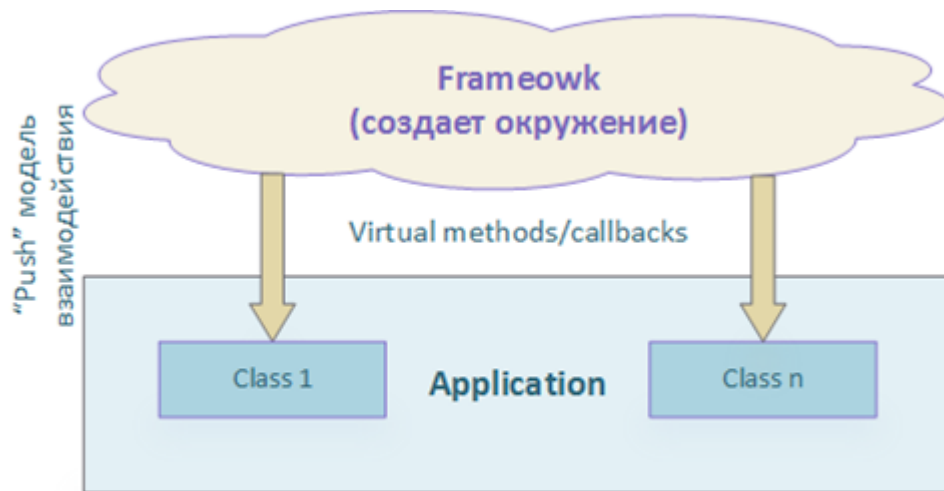 Frameowk
(создает окружение)
“Push” модель
взаимодействия
Virtual methods/callbacks
Class 1
Application
Class n